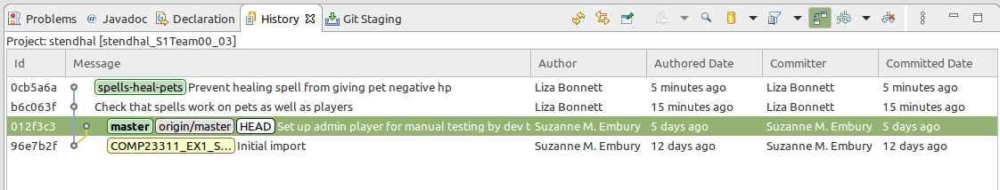 Problems @ Javadoc Declaration History Git Staging
Project: stendhal [stendhal_S1Team00_03]
Id Message Author Authored Date Committer Committed Date
0cb5a6a spells-heal-pets Prevent healing spell from giving pet negative hp Liza Bonnett 5 minutes ago Liza Bonnett 5 minutes ago
b6c063f Check that spells work on pets as well as players Liza Bonnett 15 minutes ago Liza Bonnett 15 minutes ago
012f3c3 master origin/master HEAD Set up admin player for manual testing by dev t Suzanne M. Embury 5 days ago Suzanne M. Embury 5 days ago
96e7b2f COMP23311_EX1_S... Initial import Suzanne M. Embury 12 days ago Suzanne M. Embury 12 days ago